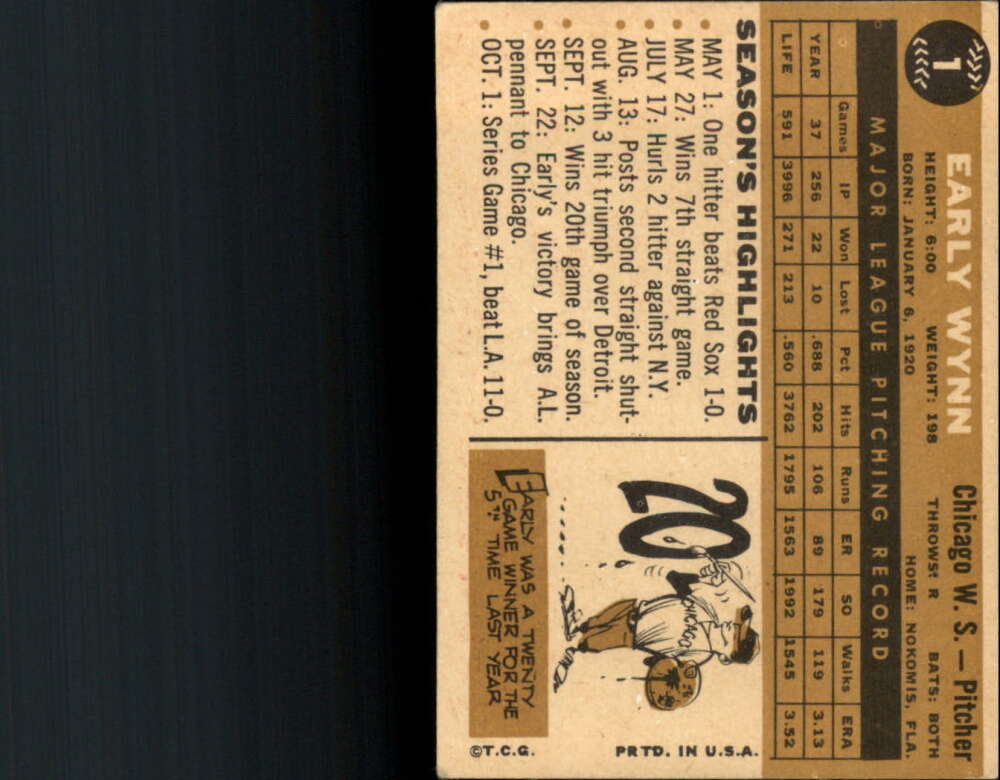 1
EARLY WYNN Chicago W. S. — Pitcher
HEIGHT: 6:00 WEIGHT: 198 THROWS: R BATS: BOTH
BORN: JANUARY 6, 1920 HOME: NOKOMIS, FLA.
MAJOR LEAGUE PITCHING RECORD
Games IP Won Lost Pct Hits Runs ER SO Walks ERA
YEAR 37 256 22 10 .688 202 106 89 179 119 3.13
LIFE 591 3996 271 213 .560 3762 1795 1563 1992 1545 3.52
SEASON'S HIGHLIGHTS
• MAY 1: One hitter beats Red Sox 1-0.
• MAY 27: Wins 7th straight game.
• JULY 17: Hurls 2 hitter against N.Y.
• AUG. 13: Posts second straight shut-
out with 3 hit triumph over Detroit.
• SEPT. 12: Wins 20th game of season.
• SEPT. 22: Early's victory brings A.L.
pennant to Chicago.
• OCT. 1: Series Game #1, beat L.A. 11-0.
20
CHICAGO
EARLY WAS A TWENTY
GAME WINNER FOR THE
5TH TIME LAST YEAR
©T.C.G. PRTD. IN U.S.A.